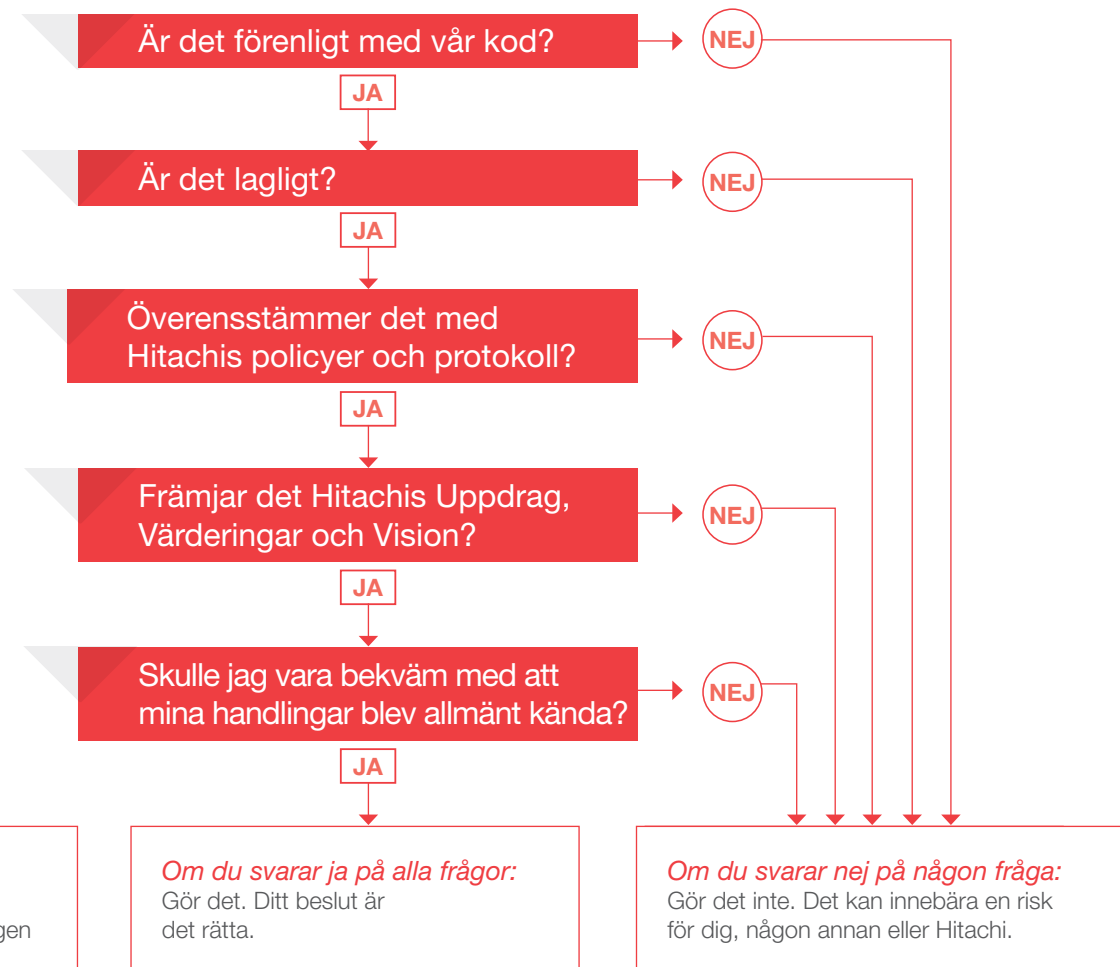 Är det förenligt med vår kod?
NEJ
JA
Är det lagligt?
NEJ
JA
Överensstämmer det med
Hitachis policyer och protokoll?
NEJ
JA
Främjar det Hitachis Uppdrag,
Värderingar och Vision?
NEJ
JA
Skulle jag vara bekväm med att
mina handlingar blev allmänt kända?
NEJ
JA
Om du svarar ja på alla frågor:
Gör det. Ditt beslut är
det rätta.
Om du svarar nej på någon fråga:
Gör det inte. Det kan innebära en risk
för dig, någon annan eller Hitachi.